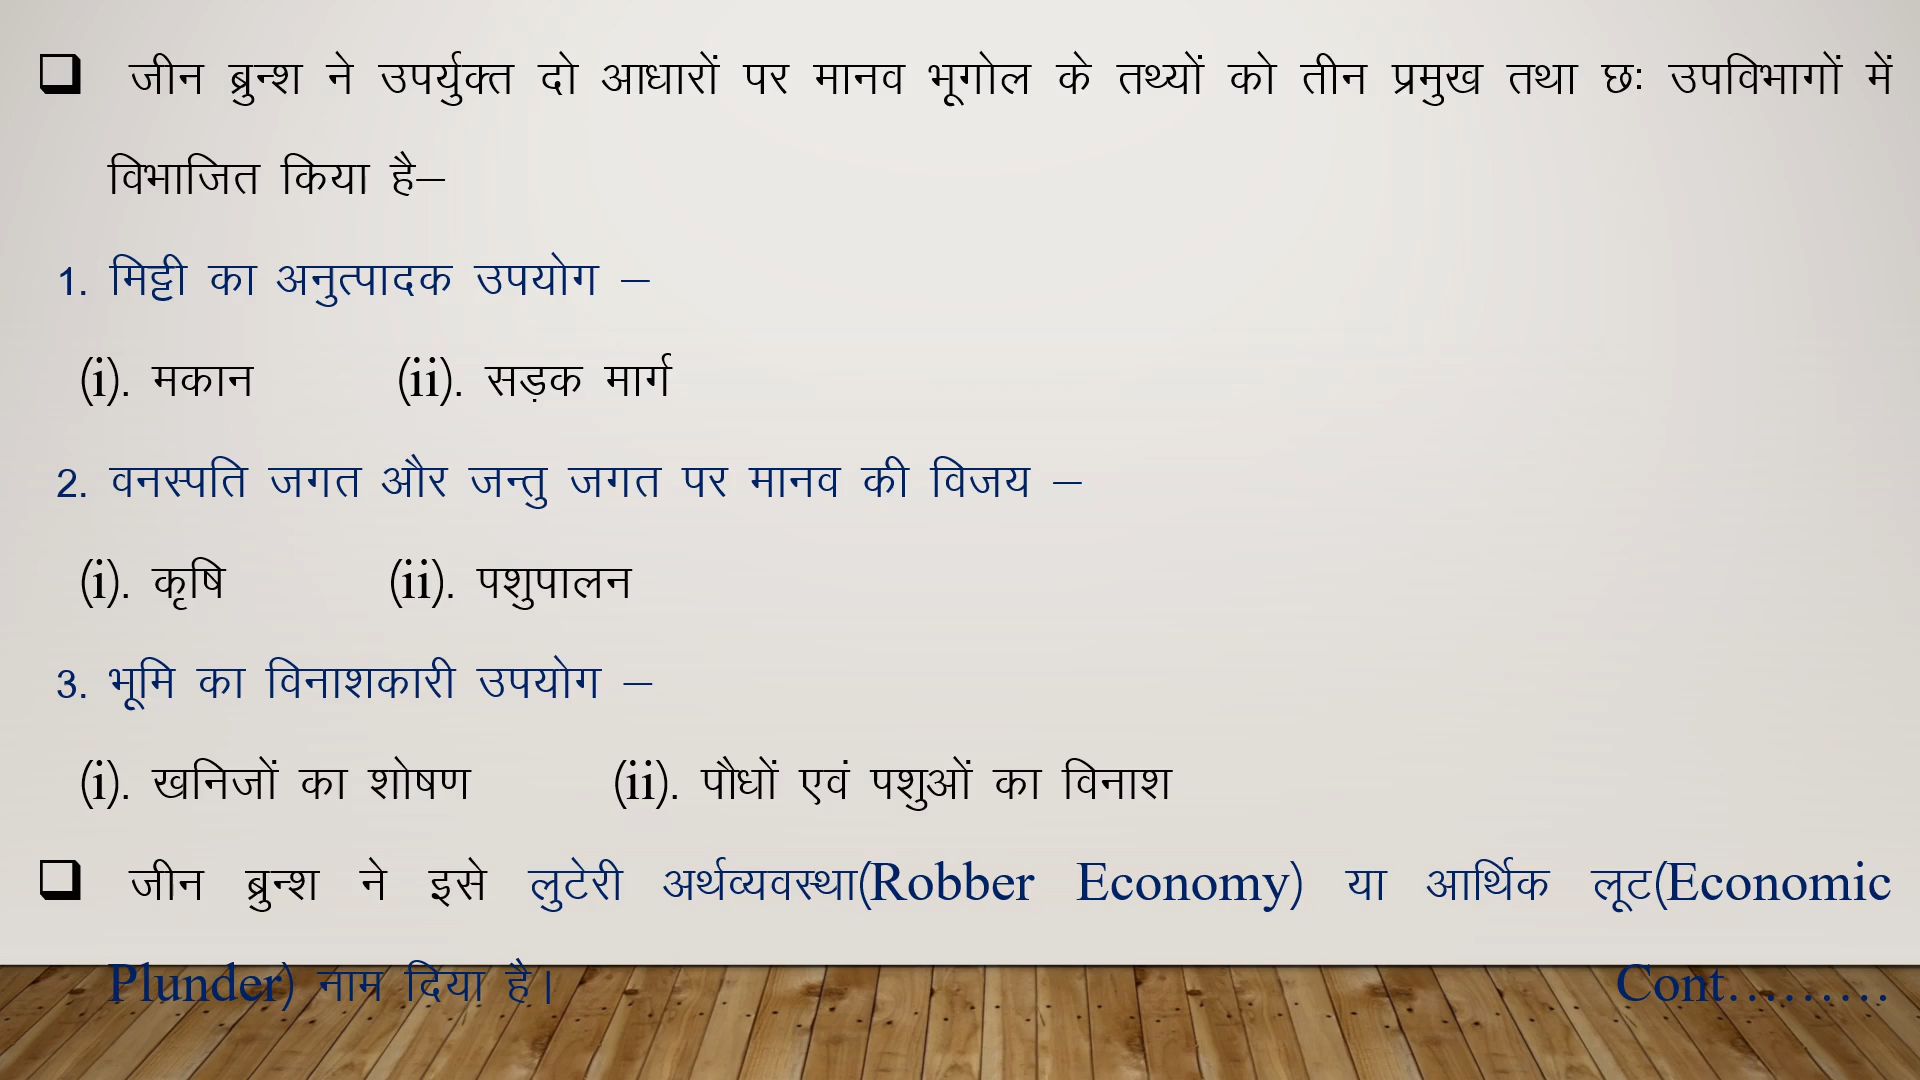 ❑ जीन ब्रुन्श ने उपर्युक्त दो आधारों पर मानव भूगोल के तथ्यों को तीन प्रमुख तथा छः उपविभागों में
विभाजित किया है–
1. मिट्टी का अनुत्पादक उपयोग –
(i). मकान (ii). सड़क मार्ग
2. वनस्पति जगत और जन्तु जगत पर मानव की विजय –
(i). कृषि (ii). पशुपालन
3. भूमि का विनाशकारी उपयोग –
(i). खनिजों का शोषण (ii). पौधों एवं पशुओं का विनाश
❑ जीन ब्रुन्श ने इसे लुटेरी अर्थव्यवस्था(Robber Economy) या आर्थिक लूट(Economic
Plunder) नाम दिया है। Cont………